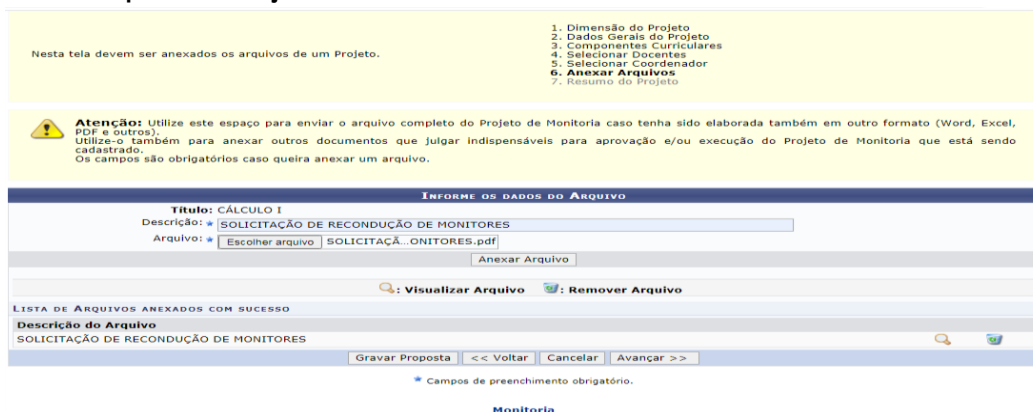 Nesta tela devem ser anexados os arquivos de um Projeto.
1. Dimensão do Projeto
2. Dados Gerais do Projeto
3. Componentes Curriculares
4. Selecionar Docentes
5. Selecionar Coordenador
6. Anexar Arquivos
7. Resumo do Projeto
Atenção: Utilize este espaço para enviar o arquivo completo do Projeto de Monitoria caso tenha sido elaborada também em outro formato (Word, Excel,
PDF e outros).
Utilize-o também para anexar outros documentos que julgar indispensáveis para aprovação e/ou execução do Projeto de Monitoria que está sendo
cadastrado.
Os campos são obrigatórios caso queira anexar um arquivo.
Informe os dados do Arquivo
Título: CÁLCULO I
Descrição: SOLICITAÇÃO DE RECONDUÇÃO DE MONITORES
Arquivo: Escolher arquivo SOLICITAÇÃ...ONITORES.pdf
Anexar Arquivo
: Visualizar Arquivo : Remover Arquivo
Lista de Arquivos anexados com sucesso
Descrição do Arquivo
SOLICITAÇÃO DE RECONDUÇÃO DE MONITORES
Gravar Proposta << Voltar Cancelar Avançar >>
* Campos de preenchimento obrigatório.
Monitoria